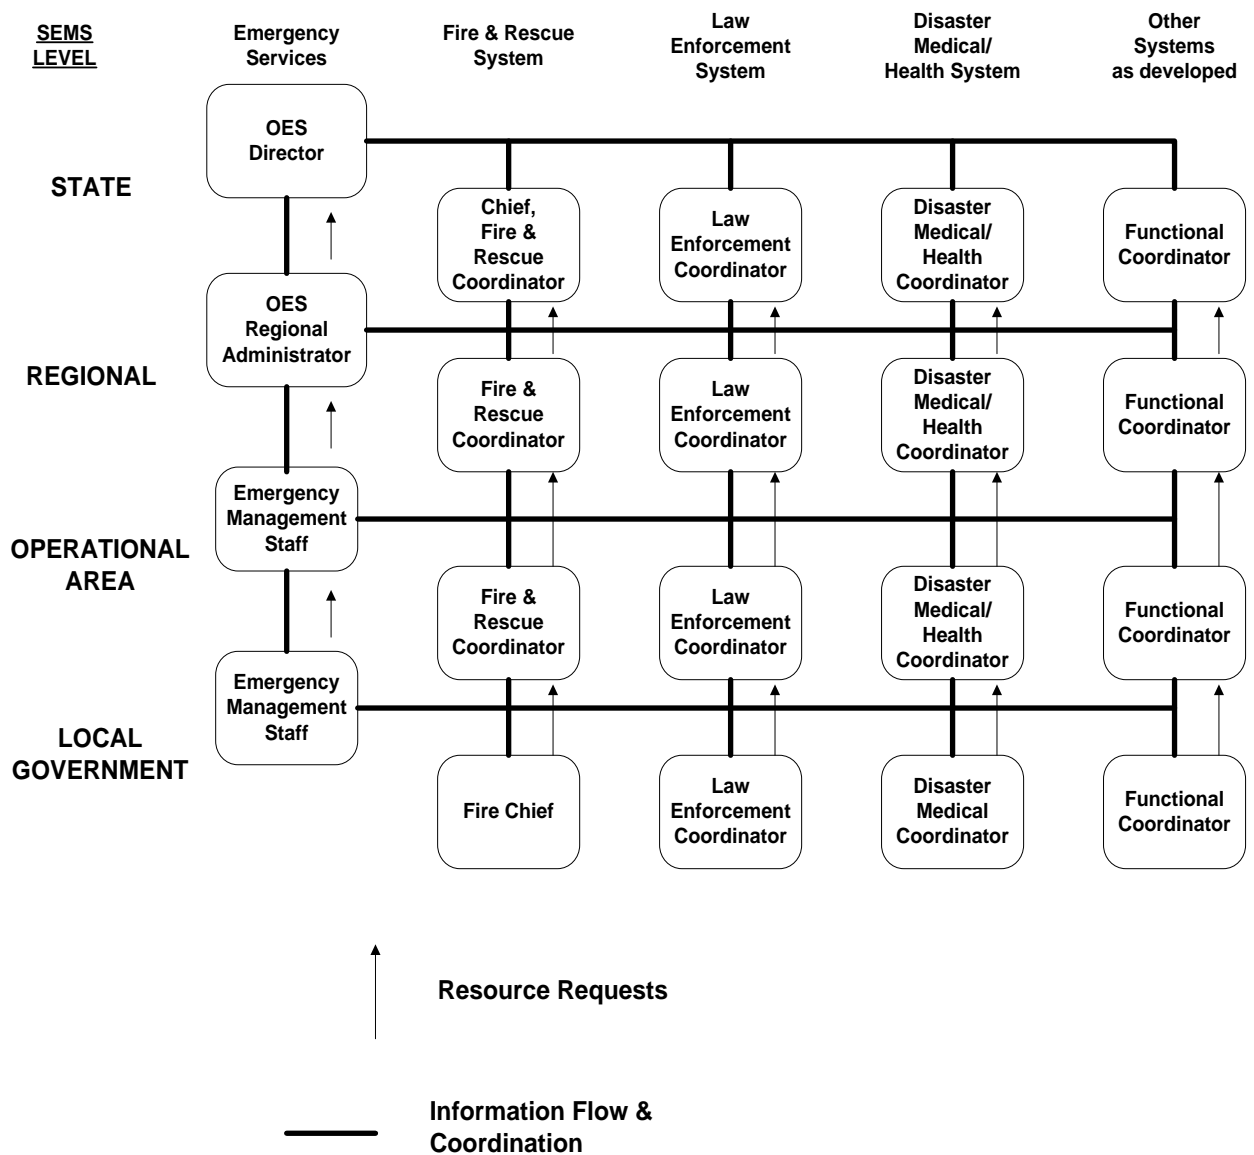 SEMS
LEVEL
Emergency
Services
Fire & Rescue
System
Law
Enforcement
System
Disaster
Medical/
Health System
Other
Systems
as developed
STATE
OES
Director
Chief,
Fire &
Rescue
Coordinator
Law
Enforcement
Coordinator
Disaster
Medical/
Health
Coordinator
Functional
Coordinator
REGIONAL
OES
Regional
Administrator
Fire &
Rescue
Coordinator
Law
Enforcement
Coordinator
Disaster
Medical/
Health
Coordinator
Functional
Coordinator
OPERATIONAL
AREA
Emergency
Management
Staff
Fire &
Rescue
Coordinator
Law
Enforcement
Coordinator
Disaster
Medical/
Health
Coordinator
Functional
Coordinator
LOCAL
GOVERNMENT
Emergency
Management
Staff
Fire Chief
Law
Enforcement
Coordinator
Disaster
Medical
Coordinator
Functional
Coordinator
Resource Requests
Information Flow &
Coordination